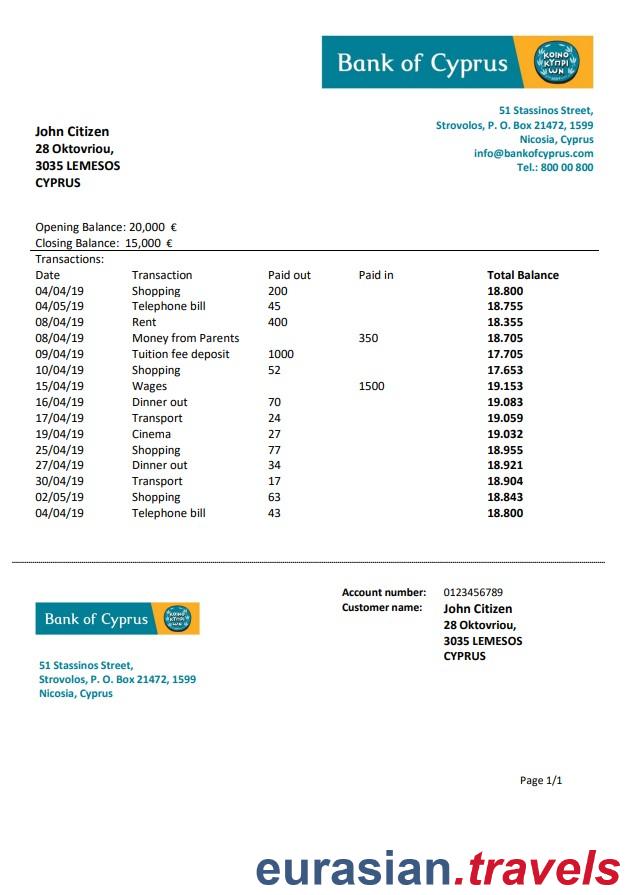 Bank of Cyprus
ΚΟΙΝΟ
ΚΥΠΡΙ
ΩΝ
51 Stassinos Street,
Strovolos, P. O. Box 21472, 1599
Nicosia, Cyprus
info@bankofcyprus.com
Tel.: 800 00 800
John Citizen
28 Oktovriou,
3035 LEMESOS
CYPRUS
Opening Balance: 20,000 €
Closing Balance: 15,000 €
Transactions:
Date Transaction Paid out Paid in Total Balance
04/04/19 Shopping 200 18.800
04/05/19 Telephone bill 45 18.755
08/04/19 Rent 400 18.355
08/04/19 Money from Parents 350 18.705
09/04/19 Tuition fee deposit 1000 17.705
10/04/19 Shopping 52 17.653
15/04/19 Wages 1500 19.153
16/04/19 Dinner out 70 19.083
17/04/19 Transport 24 19.059
19/04/19 Cinema 27 19.032
25/04/19 Shopping 77 18.955
27/04/19 Dinner out 34 18.921
30/04/19 Transport 17 18.904
02/05/19 Shopping 63 18.843
04/04/19 Telephone bill 43 18.800
Account number: 0123456789
Customer name: John Citizen
28 Oktovriou,
3035 LEMESOS
CYPRUS
Bank of Cyprus
51 Stassinos Street,
Strovolos, P. O. Box 21472, 1599
Nicosia, Cyprus
Page 1/1
eurasian.travels